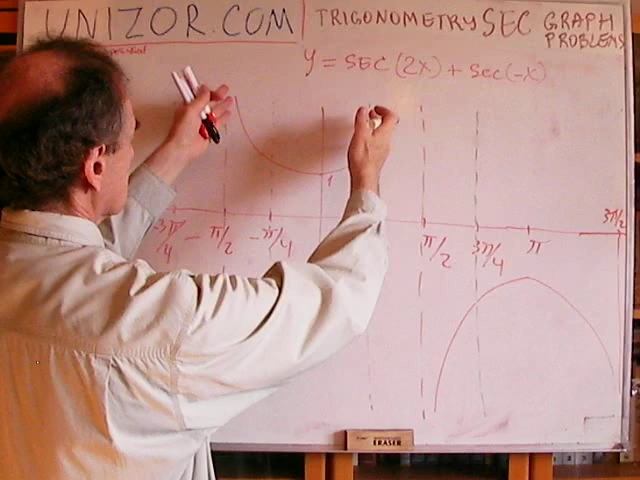 UNIZOR.COM
TRIGONOMETRY SEC GRAPH PROBLEMS
y = SEC(2x) + SEC(-x)
1
-3π/4 -π/2 -π/4 π/2 3π/4 π 3π/2
ERASER